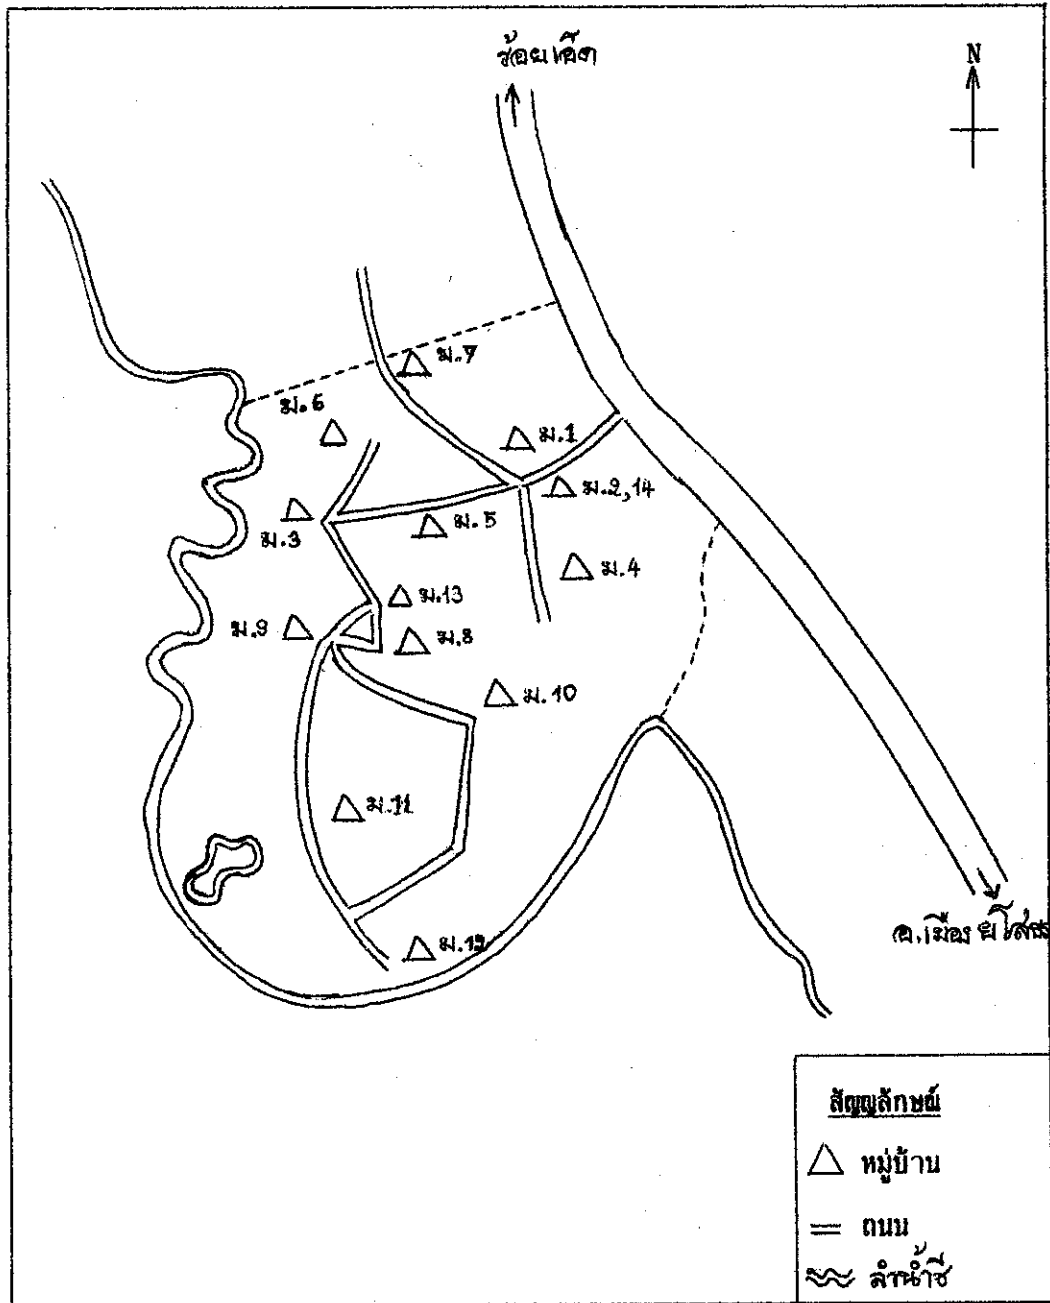 ร้อยเอ็ด
N
ม.7
ม.6
ม.1
ม.2,14
ม.3
ม.5
ม.4
ม.13
ม.9
ม.8
ม.10
ม.11
ม.12
อ.เมือง ยโสธร
สัญญลักษณ์
หมู่บ้าน
ถนน
ลำน้ำชี